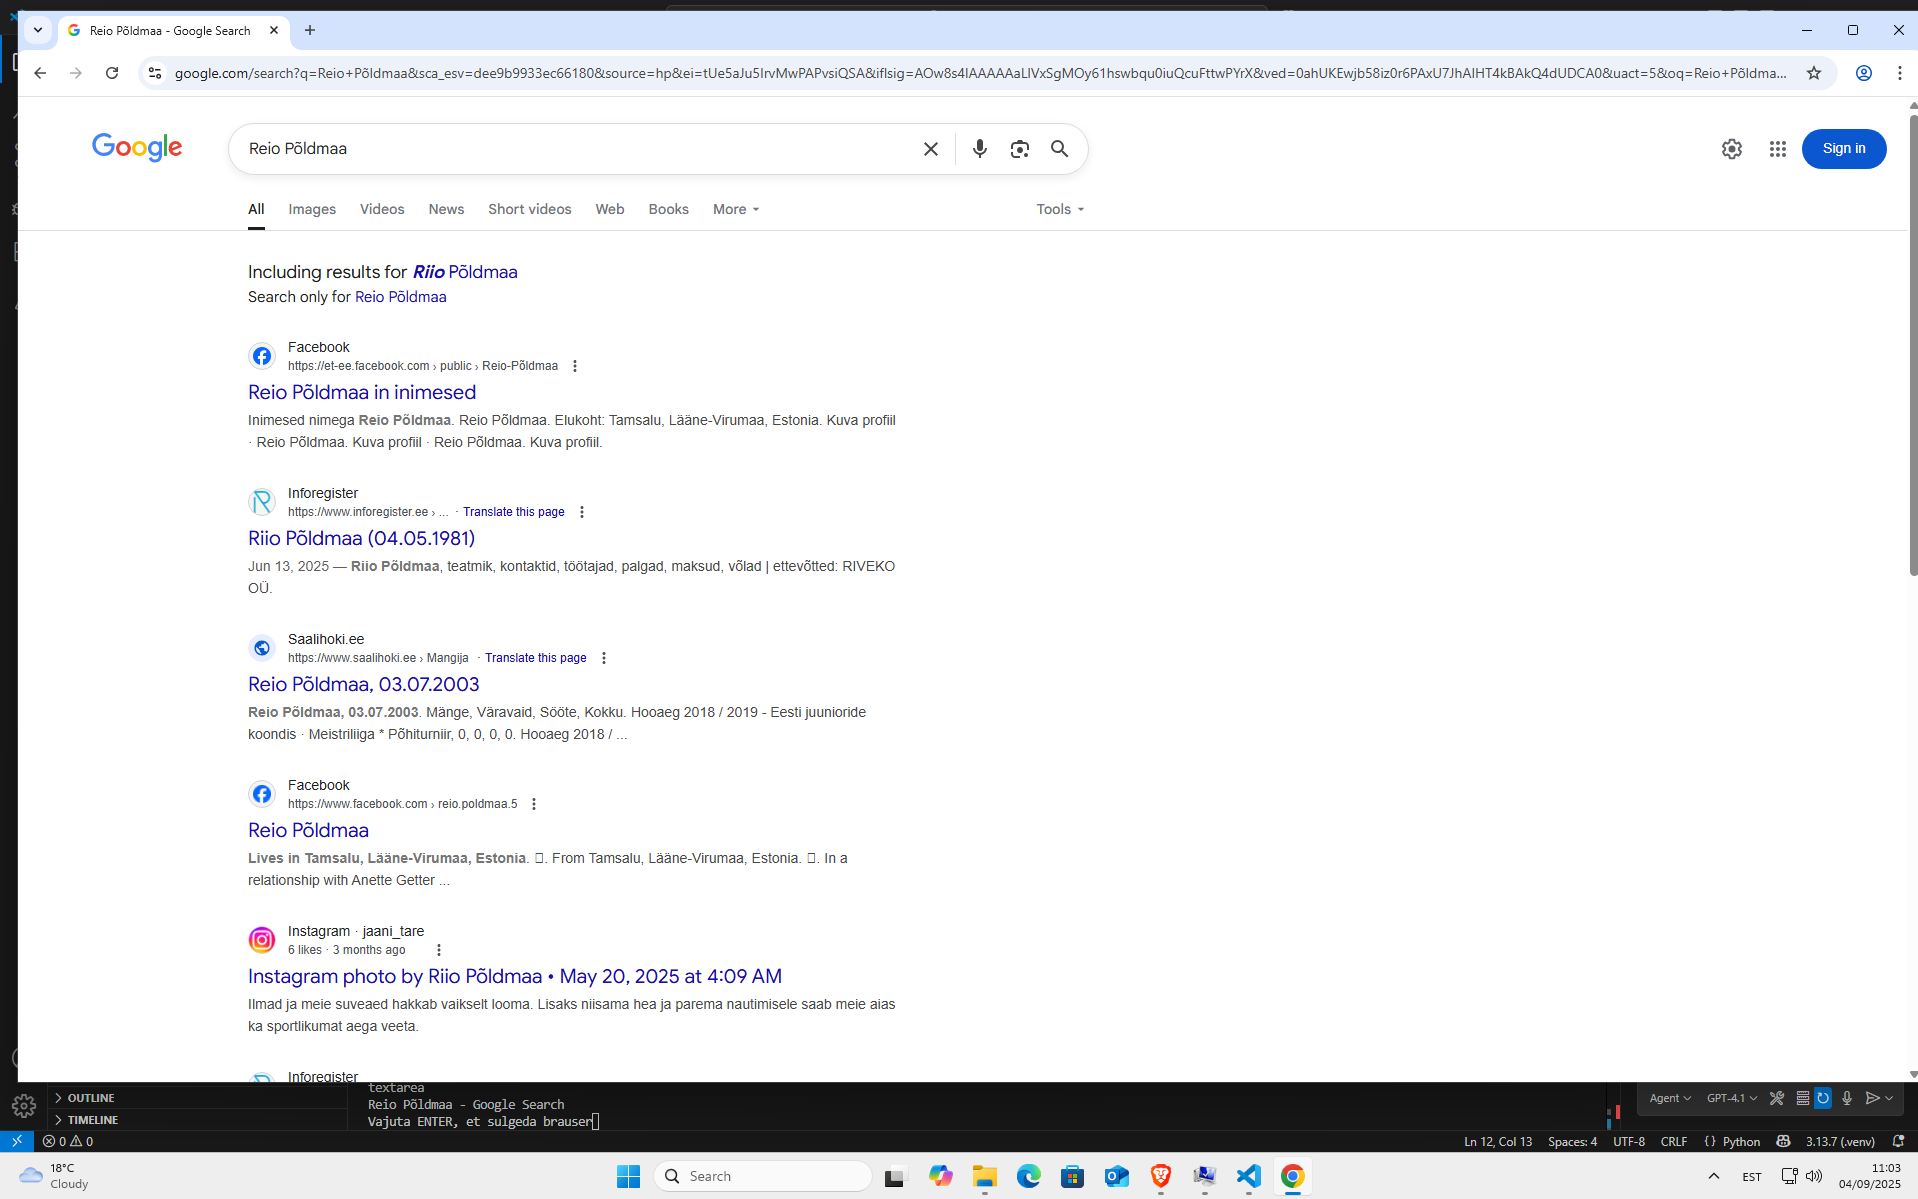 Reio Põldmaa - Google Search
google.com/search?q=Reio+Põldmaa&sca_esv=dee9b9933ec66180&source=hp&ei=tUe5aJu5IrvMwPAPvsiQSA&iflsig=AOw8s4IAAAAAaLlVxSgMOy61hswbqu0iuQcuFttwPYrX&ved=0ahUKEwjb58iz0r6PAxU7JhAIHT4kBAkQ4dUDCA0&uact=5&oq=Reio+Põldma...
Google
Reio Põldmaa
Sign in
All Images Videos News Short videos Web Books More Tools
Including results for Riio Põldmaa
Search only for Reio Põldmaa
Facebook
https://et-ee.facebook.com › public › Reio-Põldmaa
Reio Põldmaa in inimesed
Inimesed nimega Reio Põldmaa. Reio Põldmaa. Elukoht: Tamsalu, Lääne-Virumaa, Estonia. Kuva profiil
· Reio Põldmaa. Kuva profiil · Reio Põldmaa. Kuva profiil.
Inforegister
https://www.inforegister.ee › ... · Translate this page
Riio Põldmaa (04.05.1981)
Jun 13, 2025 — Riio Põldmaa, teatmik, kontaktid, töötajad, palgad, maksud, võlad | ettevõtted: RIVEKO
OÜ.
Saalihoki.ee
https://www.saalihoki.ee › Mangija · Translate this page
Reio Põldmaa, 03.07.2003
Reio Põldmaa, 03.07.2003. Mänge, Väravaid, Sööte, Kokku. Hooaeg 2018 / 2019 - Eesti juunioride
koondis · Meistriliiga * Põhiturniir, 0, 0, 0, 0. Hooaeg 2018 / ...
Facebook
https://www.facebook.com › reio.poldmaa.5
Reio Põldmaa
Lives in Tamsalu, Lääne-Virumaa, Estonia. . From Tamsalu, Lääne-Virumaa, Estonia. . In a
relationship with Anette Getter ...
Instagram · jaani_tare
6 likes · 3 months ago
Instagram photo by Riio Põldmaa • May 20, 2025 at 4:09 AM
Ilmad ja meie suveaed hakkab vaikselt looma. Lisaks niisama hea ja parema nautimisele saab meie aias
ka sportlikumat aega veeta.
Inforegister
textarea
OUTLINE
Reio Põldmaa - Google Search
Agent GPT-4.1
TIMELINE
Vajuta ENTER, et sulgeda brauser
0 0
Ln 12, Col 13 Spaces: 4 UTF-8 CRLF {} Python 3.13.7 (.venv)
18°C
Cloudy
Search
EST
11:03
04/09/2025